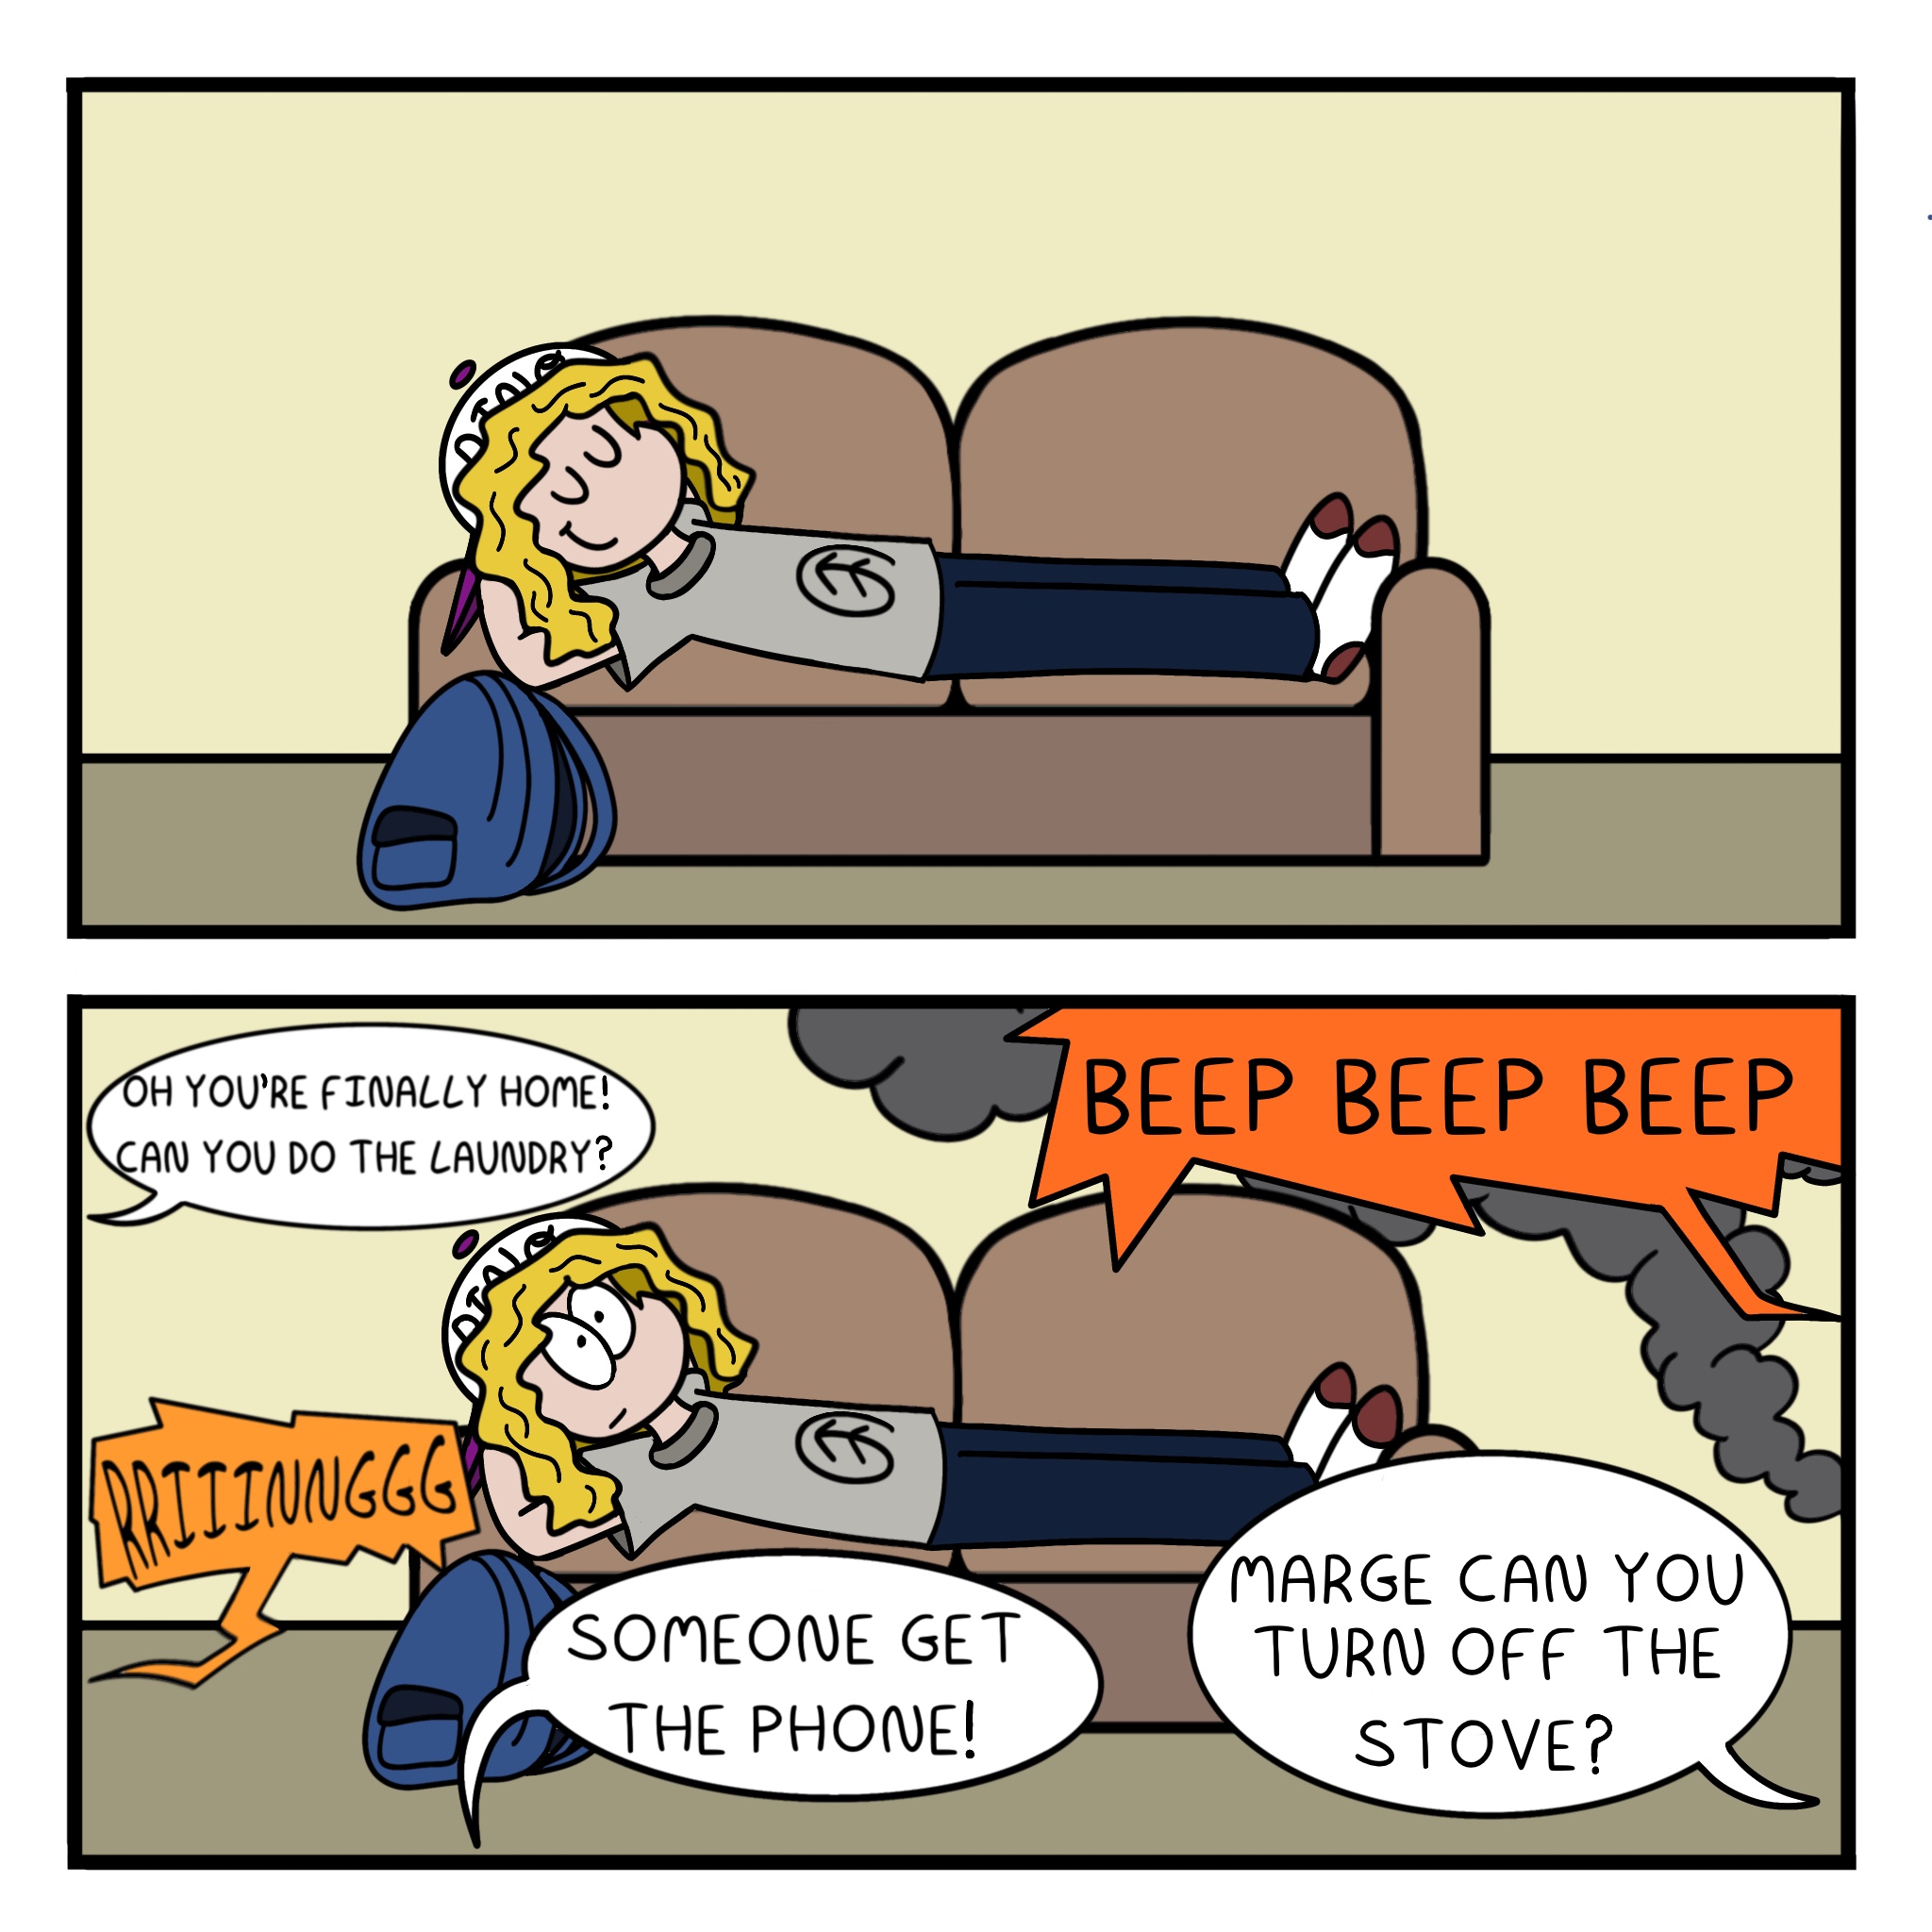 OH YOU'RE FINALLY HOME!
CAN YOU DO THE LAUNDRY?
BEEP BEEP BEEP
RRIIINNNGGG
SOMEONE GET
THE PHONE!
MARGE CAN YOU
TURN OFF THE
STOVE?